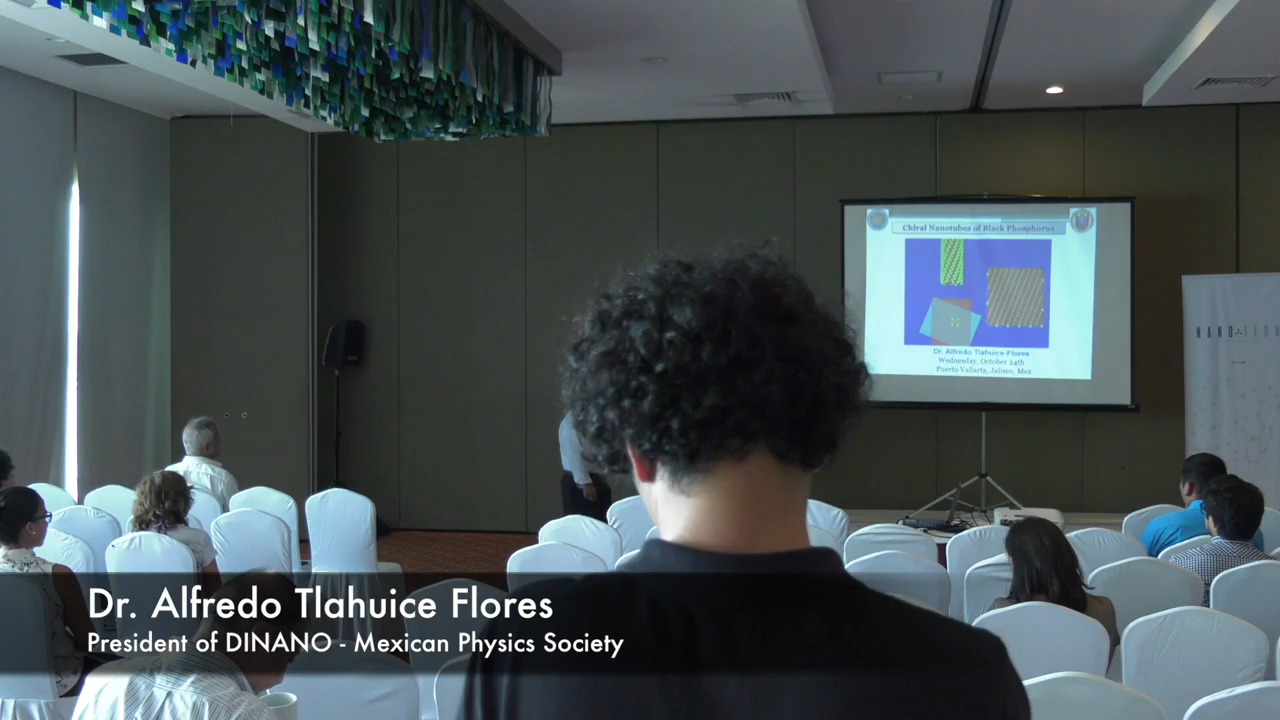 Chiral Nanotubes of Black Phosphorus
Dr. Alfredo Tlahuice-Flores
Wednesday, October 24th
Puerto Vallarta, Jalisco, Mex
NANO
Dr. Alfredo Tlahuice Flores
President of DINANO - Mexican Physics Society